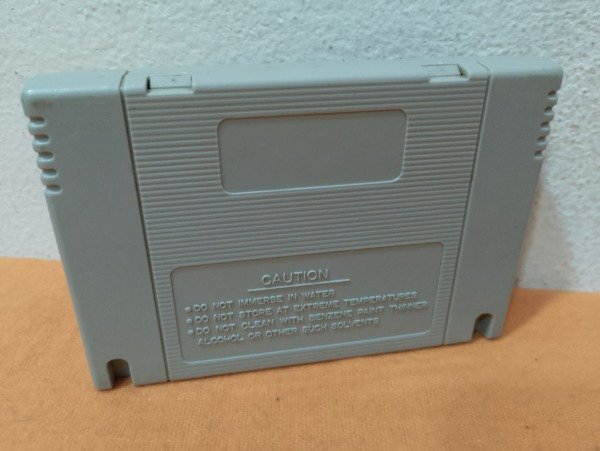 CAUTION
• DO NOT IMMERSE IN WATER
• DO NOT STORE AT EXTREME TEMPERATURES
• DO NOT CLEAN WITH BENZENE PAINT THINNER
ALCOHOL OR OTHER SUCH SOLVENTS